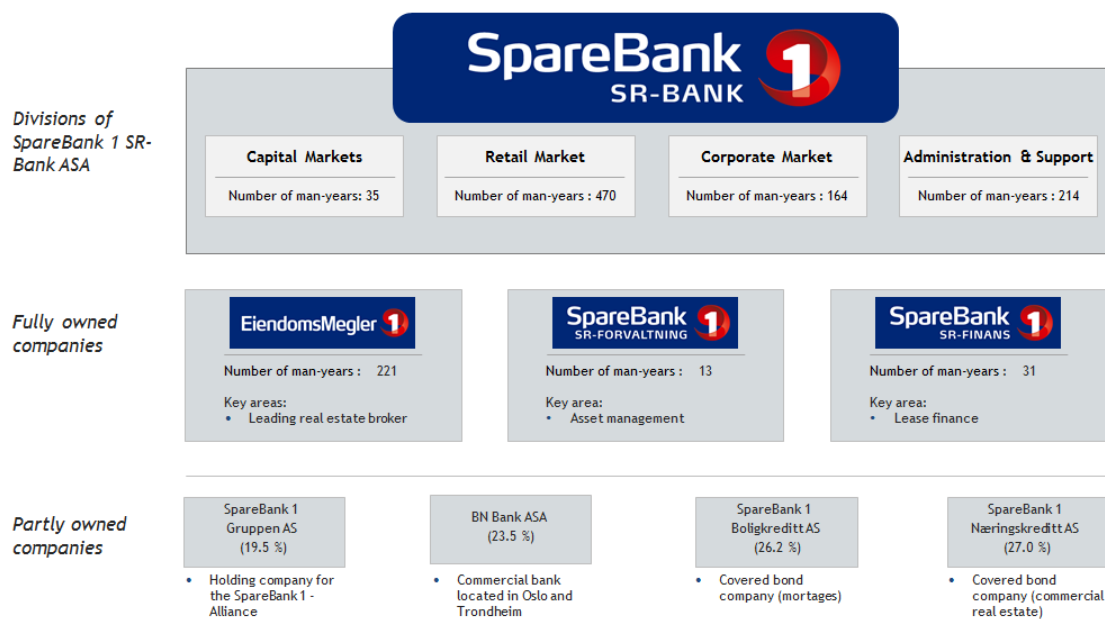 SpareBank 1
SR-BANK
Divisions of
SpareBank 1 SR-
Bank ASA
Capital Markets
Number of man-years: 35
Retail Market
Number of man-years : 470
Corporate Market
Number of man-years : 164
Administration & Support
Number of man-years : 214
Fully owned
companies
EiendomsMegler 1
Number of man-years : 221
Key areas:
• Leading real estate broker
SpareBank 1
SR-FORVALTNING
Number of man-years : 13
Key area:
• Asset management
SpareBank 1
SR-FINANS
Number of man-years : 31
Key area:
• Lease finance
Partly owned
companies
SpareBank 1
Gruppen AS
(19.5 %)
• Holding company for
the SpareBank 1 -
Alliance
BN Bank ASA
(23.5 %)
• Commercial bank
located in Oslo and
Trondheim
SpareBank 1
Boligkreditt AS
(26.2 %)
• Covered bond
company (mortages)
SpareBank 1
Næringskreditt AS
(27.0 %)
• Covered bond
company (commercial
real estate)